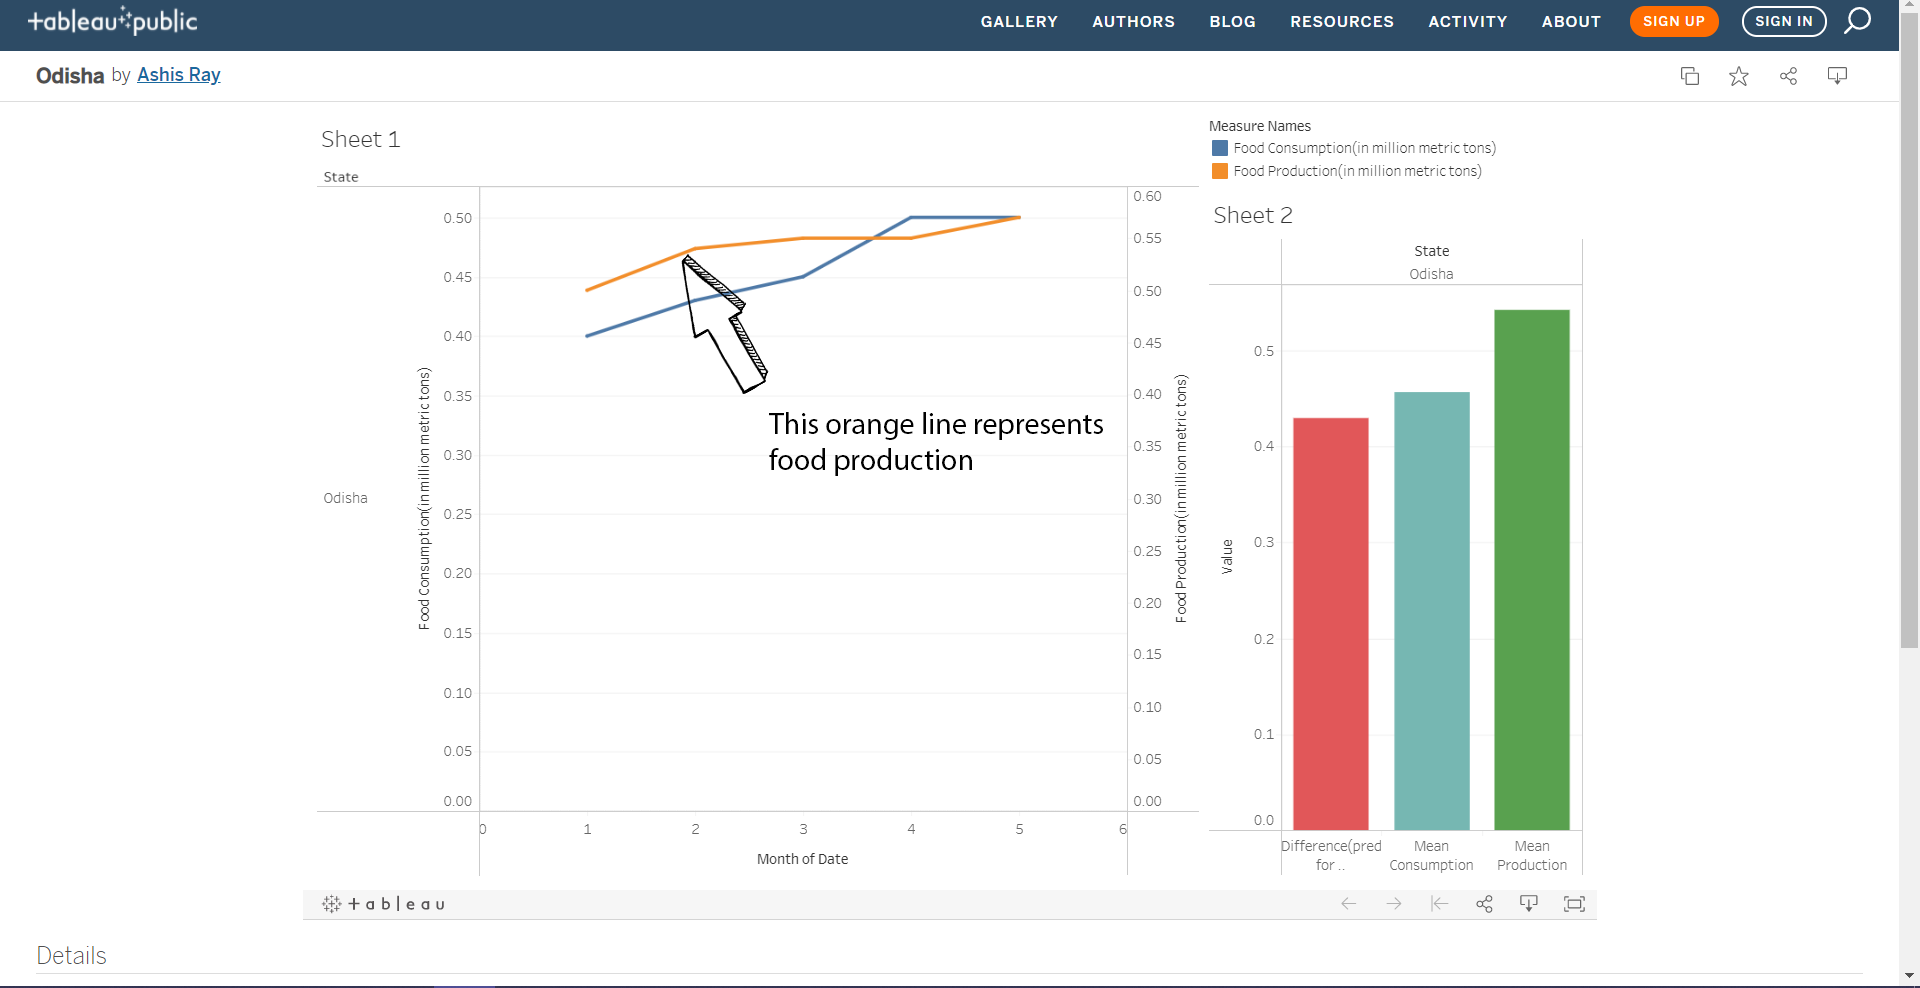 +ableau public
GALLERY AUTHORS BLOG RESOURCES ACTIVITY ABOUT SIGN UP SIGN IN
Odisha by Ashis Ray
Sheet 1
State
Odisha
Food Consumption(in million metric tons)
0.50
0.45
0.40
0.35
0.30
0.25
0.20
0.15
0.10
0.05
0.00
This orange line represents
food production
0.60
0.55
0.50
0.45
0.40
0.35
0.30
0.25
0.20
0.15
0.10
0.05
0.00
Food Production(in million metric tons)
0 1 2 3 4 5 6
Month of Date
Measure Names
Food Consumption(in million metric tons)
Food Production(in million metric tons)
Sheet 2
State
Odisha
Value
0.5
0.4
0.3
0.2
0.1
0.0
Difference(pred
for ..
Mean
Consumption
Mean
Production
+ableau
Details